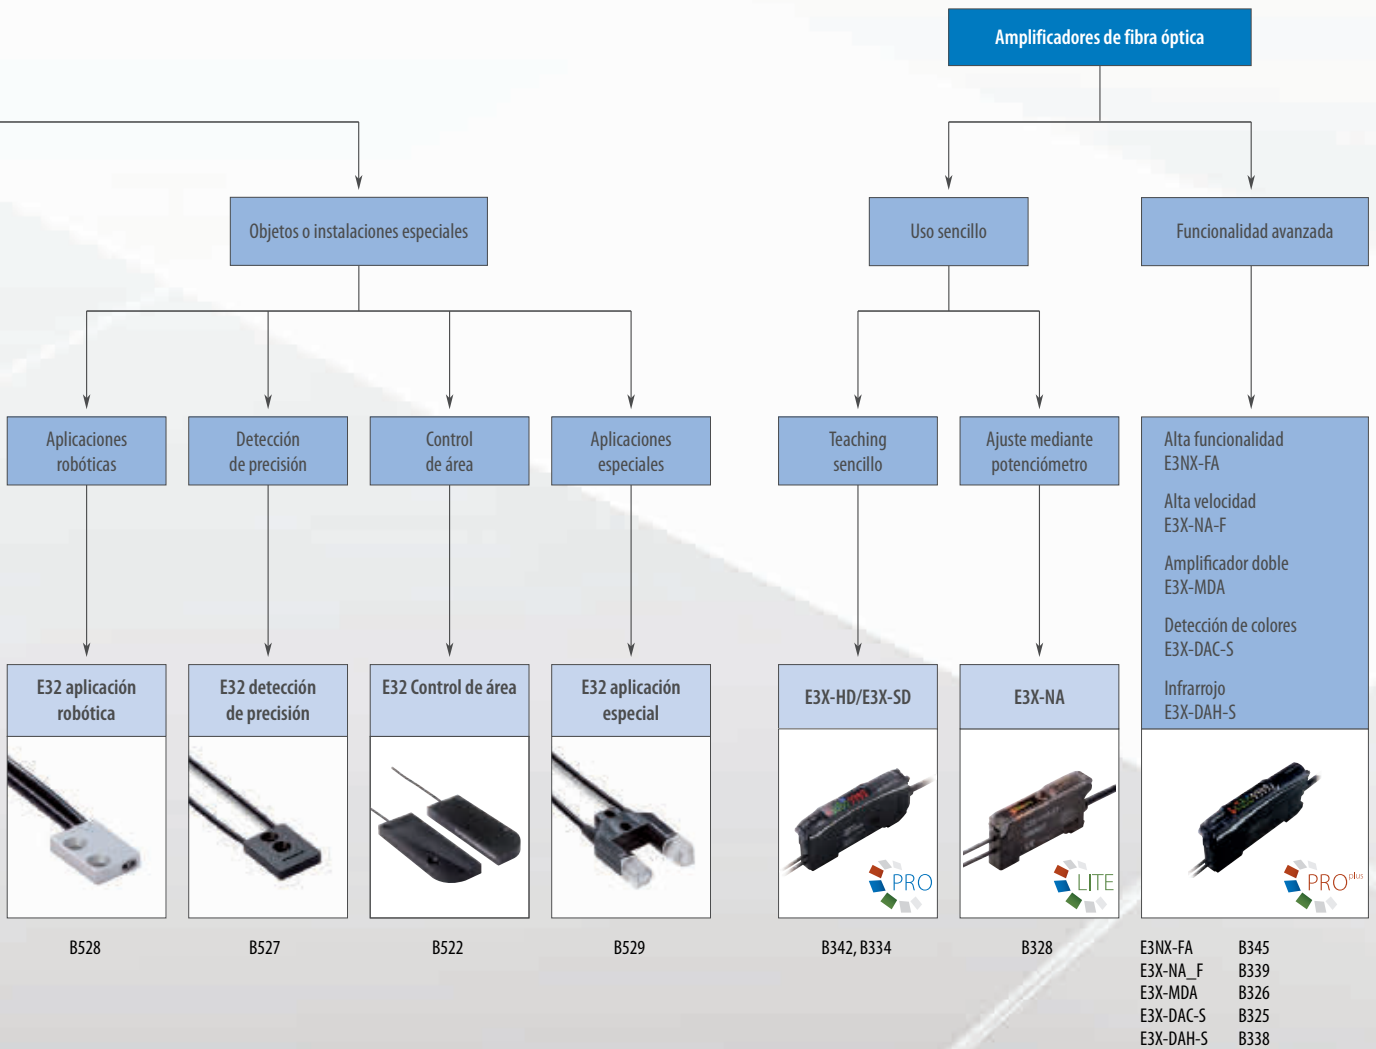 Amplificadores de fibra óptica
Objetos o instalaciones especiales
Uso sencillo
Funcionalidad avanzada
Aplicaciones
robóticas
Detección
de precisión
Control
de área
Aplicaciones
especiales
Teaching
sencillo
Ajuste mediante
potenciómetro
Alta funcionalidad
E3NX-FA
Alta velocidad
E3X-NA-F
Amplificador doble
E3X-MDA
Detección de colores
E3X-DAC-S
Infrarrojo
E3X-DAH-S
E32 aplicación
robótica
E32 detección
de precisión
E32 Control de área
E32 aplicación
especial
E3X-HD/E3X-SD
E3X-NA
PRO
LITE
PROplus
B528
B527
B522
B529
B342, B334
B328
E3NX-FA B345
E3X-NA_F B339
E3X-MDA B326
E3X-DAC-S B325
E3X-DAH-S B338